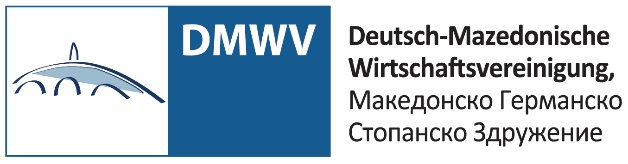 DMWV
Deutsch-Mazedonische
Wirtschaftsvereinigung,
Македонско Германско
Стопанско Здружение